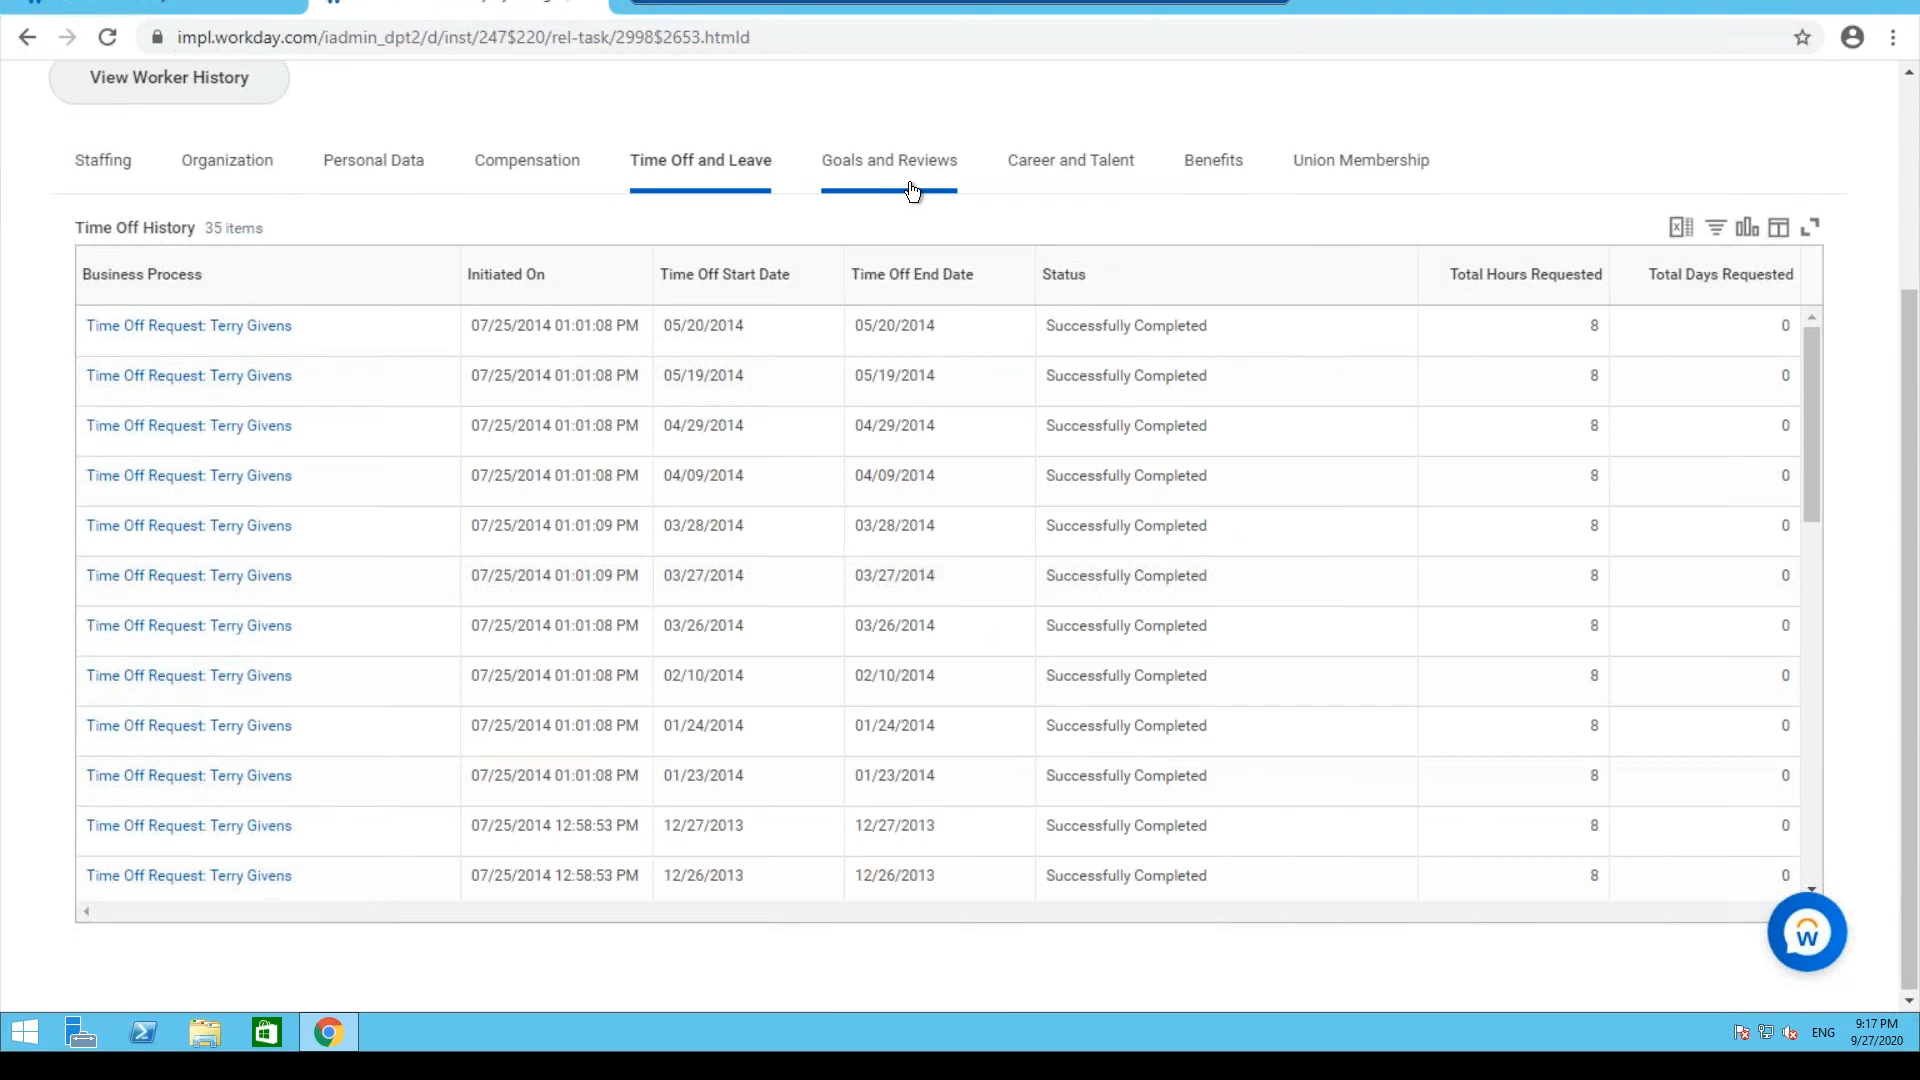 impl.workday.com/iadmin_dpt2/d/inst/247$220/rel-task/2998$2653.htmld
View Worker History
Staffing Organization Personal Data Compensation Time Off and Leave Goals and Reviews Career and Talent Benefits Union Membership
Time Off History 35 items
Business Process Initiated On Time Off Start Date Time Off End Date Status Total Hours Requested Total Days Requested
Time Off Request: Terry Givens 07/25/2014 01:01:08 PM 05/20/2014 05/20/2014 Successfully Completed 8 0
Time Off Request: Terry Givens 07/25/2014 01:01:08 PM 05/19/2014 05/19/2014 Successfully Completed 8 0
Time Off Request: Terry Givens 07/25/2014 01:01:08 PM 04/29/2014 04/29/2014 Successfully Completed 8 0
Time Off Request: Terry Givens 07/25/2014 01:01:08 PM 04/09/2014 04/09/2014 Successfully Completed 8 0
Time Off Request: Terry Givens 07/25/2014 01:01:09 PM 03/28/2014 03/28/2014 Successfully Completed 8 0
Time Off Request: Terry Givens 07/25/2014 01:01:09 PM 03/27/2014 03/27/2014 Successfully Completed 8 0
Time Off Request: Terry Givens 07/25/2014 01:01:08 PM 03/26/2014 03/26/2014 Successfully Completed 8 0
Time Off Request: Terry Givens 07/25/2014 01:01:08 PM 02/10/2014 02/10/2014 Successfully Completed 8 0
Time Off Request: Terry Givens 07/25/2014 01:01:08 PM 01/24/2014 01/24/2014 Successfully Completed 8 0
Time Off Request: Terry Givens 07/25/2014 01:01:08 PM 01/23/2014 01/23/2014 Successfully Completed 8 0
Time Off Request: Terry Givens 07/25/2014 12:58:53 PM 12/27/2013 12/27/2013 Successfully Completed 8 0
Time Off Request: Terry Givens 07/25/2014 12:58:53 PM 12/26/2013 12/26/2013 Successfully Completed 8 0
W
ENG 9:17 PM
9/27/2020